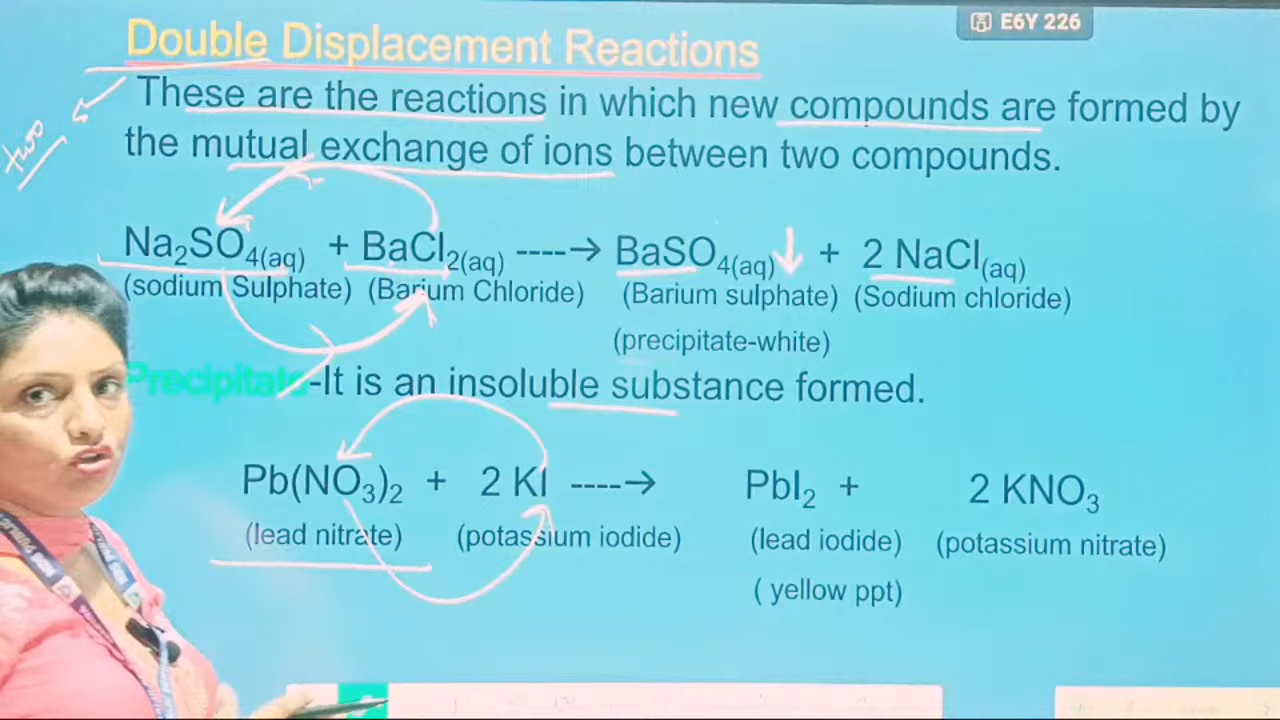 E6Y 226
Double Displacement Reactions
These are the reactions in which new compounds are formed by
two
the mutual exchange of ions between two compounds.
Na₂SO₄(aq) + BaCl₂(aq) ----→ BaSO₄(aq)↓ + 2 NaCl(aq)
(sodium Sulphate) (Barium Chloride) (Barium sulphate) (Sodium chloride)
(precipitate-white)
Precipitate-It is an insoluble substance formed.
Pb(NO₃)₂ + 2 KI ----→ PbI₂ + 2 KNO₃
(lead nitrate) (potassium iodide) (lead iodide) (potassium nitrate)
( yellow ppt)